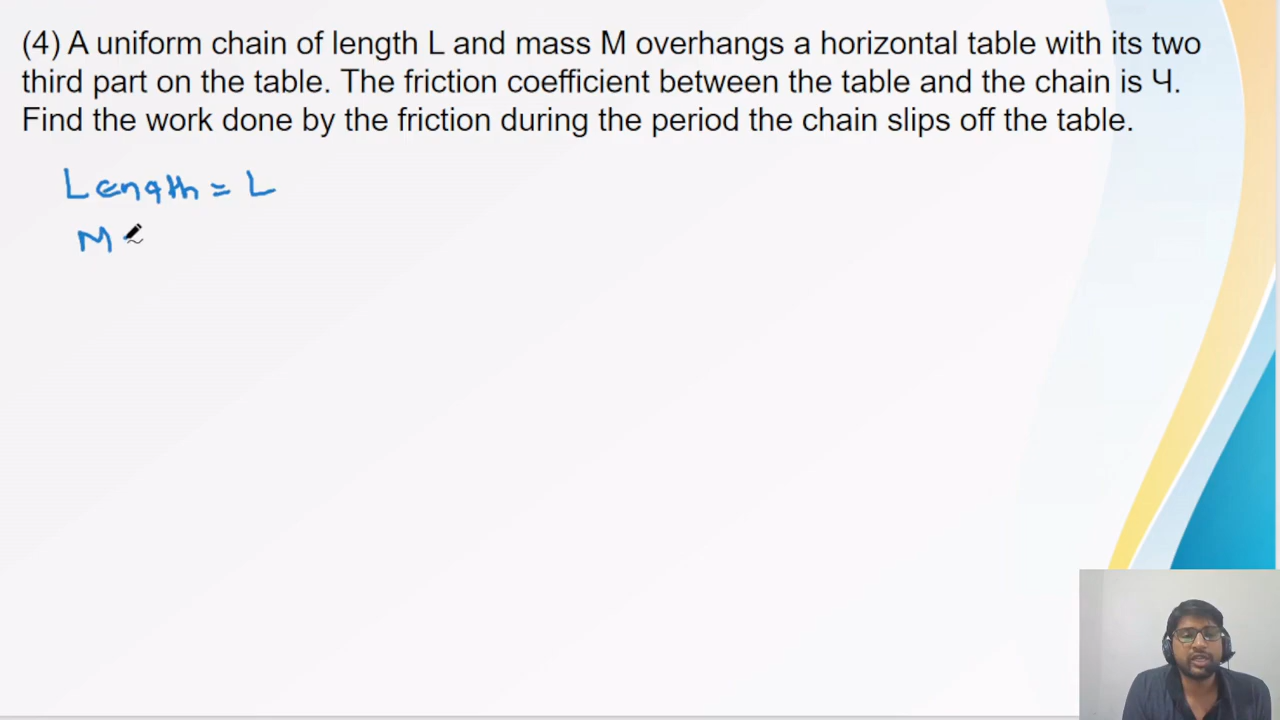 (4) A uniform chain of length L and mass M overhangs a horizontal table with its two
third part on the table. The friction coefficient between the table and the chain is Ч.
Find the work done by the friction during the period the chain slips off the table.
Length = L
M